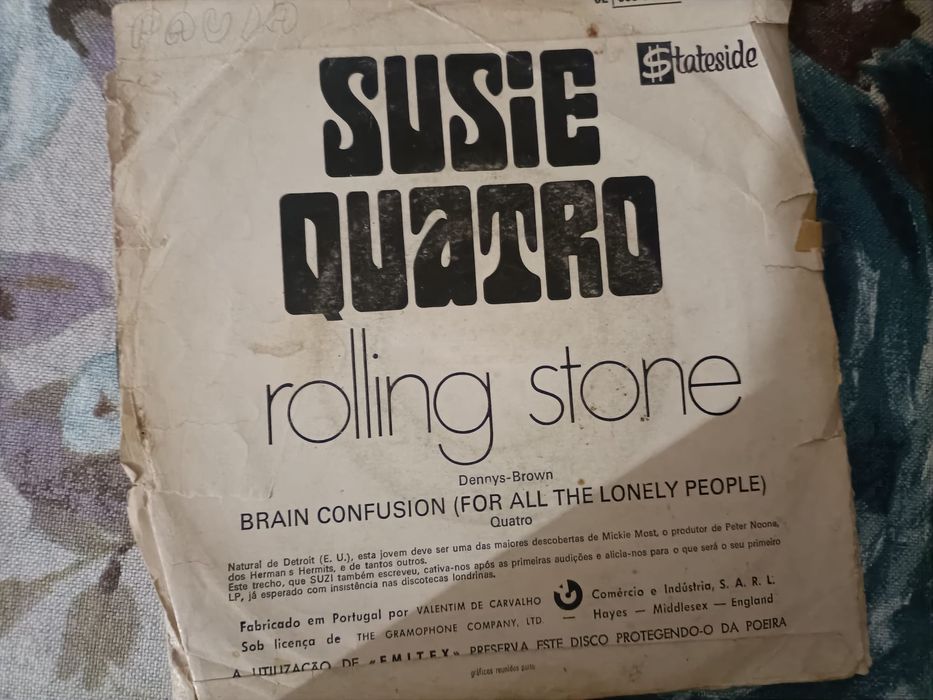 PAULA
$tateside
SUSiE
QUaTRO
rolling stone
Dennys-Brown
BRAIN CONFUSION (FOR ALL THE LONELY PEOPLE)
Quatro
Natural de Detroit (E. U.), esta jovem deve ser uma das maiores descobertas de Mickie Most, o produtor de Peter Noone,
dos Herman s Hermits, e de tantos outros.
Este trecho, que SUZI também escreveu, cativa-nos após as primeiras audições e alicia-nos para o que será o seu primeiro
LP, já esperado com insistência nas discotecas londrinas.
Fabricado em Portugal por VALENTIM DE CARVALHO Comércio e Indústria, S. A. R. L.
Sob licença de THE GRAMOPHONE COMPANY, LTD. — Hayes — Middlesex — England
A UTILIZAÇÃO DE «EMITEX» PRESERVA ESTE DISCO PROTEGENDO-O DA POEIRA
gráficos reunidos porto